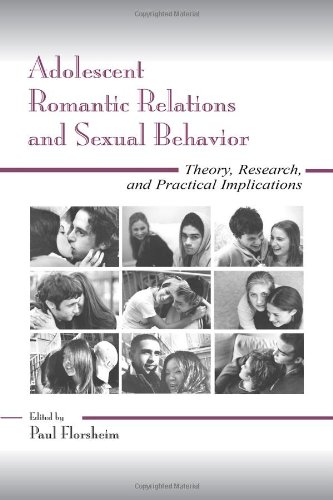 Adolescent
Romantic Relations
and Sexual Behavior
Theory, Research,
and Practical Implications
Edited by
Paul Florsheim